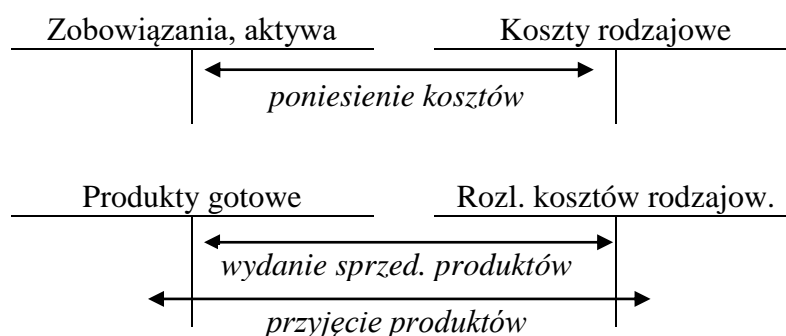 Zobowiązania, aktywa Koszty rodzajowe
poniesienie kosztów
Produkty gotowe Rozl. kosztów rodzajow.
wydanie sprzed. produktów
przyjęcie produktów